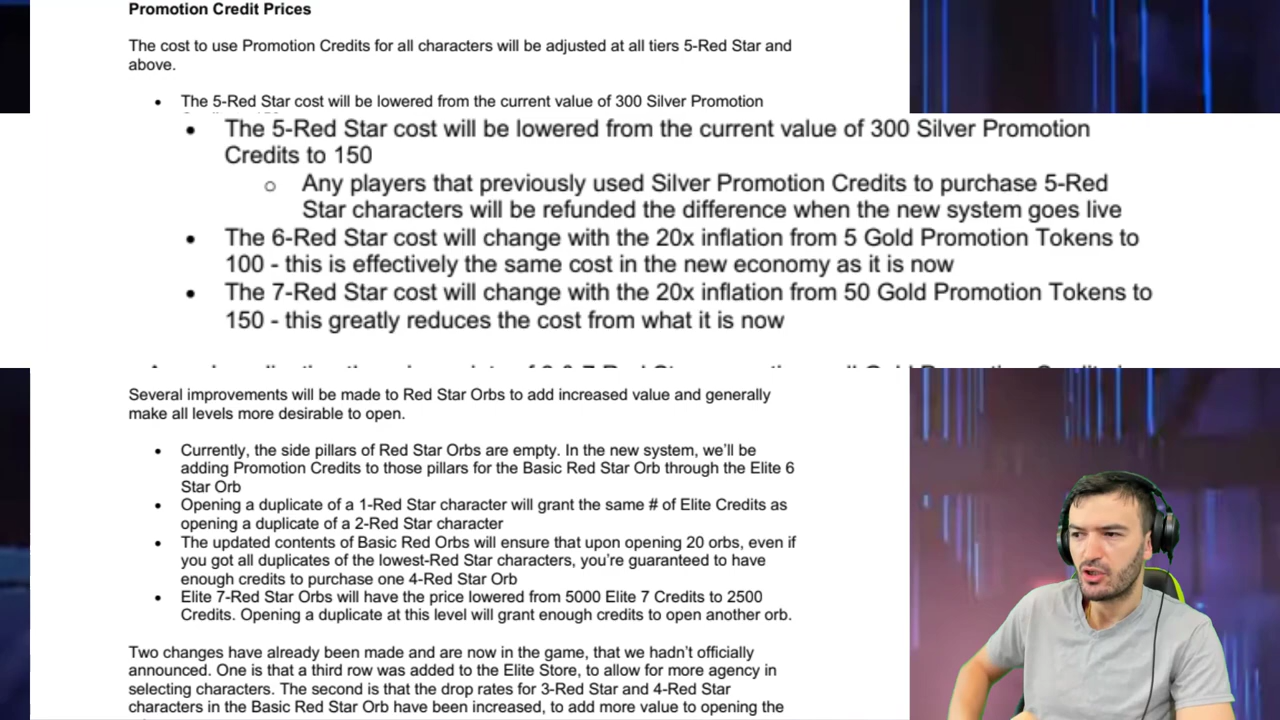 Promotion Credit Prices
The cost to use Promotion Credits for all characters will be adjusted at all tiers 5-Red Star and
above.
• The 5-Red Star cost will be lowered from the current value of 300 Silver Promotion
• The 5-Red Star cost will be lowered from the current value of 300 Silver Promotion
Credits to 150
o Any players that previously used Silver Promotion Credits to purchase 5-Red
Star characters will be refunded the difference when the new system goes live
• The 6-Red Star cost will change with the 20x inflation from 5 Gold Promotion Tokens to
100 - this is effectively the same cost in the new economy as it is now
• The 7-Red Star cost will change with the 20x inflation from 50 Gold Promotion Tokens to
150 - this greatly reduces the cost from what it is now
Several improvements will be made to Red Star Orbs to add increased value and generally
make all levels more desirable to open.
• Currently, the side pillars of Red Star Orbs are empty. In the new system, we'll be
adding Promotion Credits to those pillars for the Basic Red Star Orb through the Elite 6
Star Orb
• Opening a duplicate of a 1-Red Star character will grant the same # of Elite Credits as
opening a duplicate of a 2-Red Star character
• The updated contents of Basic Red Orbs will ensure that upon opening 20 orbs, even if
you got all duplicates of the lowest-Red Star characters, you're guaranteed to have
enough credits to purchase one 4-Red Star Orb
• Elite 7-Red Star Orbs will have the price lowered from 5000 Elite 7 Credits to 2500
Credits. Opening a duplicate at this level will grant enough credits to open another orb.
Two changes have already been made and are now in the game, that we hadn't officially
announced. One is that a third row was added to the Elite Store, to allow for more agency in
selecting characters. The second is that the drop rates for 3-Red Star and 4-Red Star
characters in the Basic Red Star Orb have been increased, to add more value to opening the